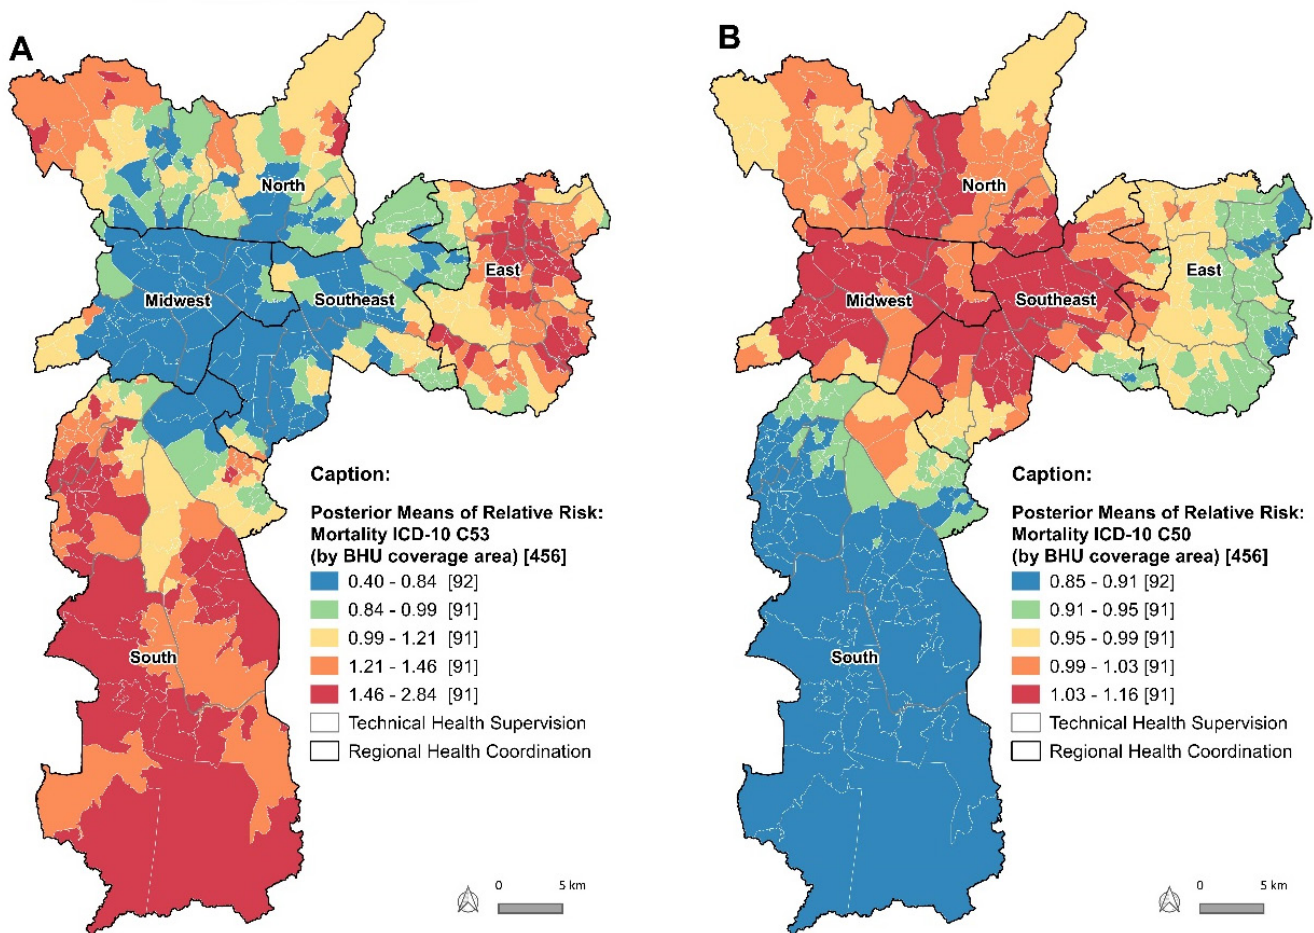 A
North
East
Midwest
Southeast
South
Caption:
Posterior Means of Relative Risk:
Mortality ICD-10 C53
(by BHU coverage area) [456]
0.40 - 0.84 [92]
0.84 - 0.99 [91]
0.99 - 1.21 [91]
1.21 - 1.46 [91]
1.46 - 2.84 [91]
Technical Health Supervision
Regional Health Coordination
0 5 km
B
North
East
Midwest
Southeast
South
Caption:
Posterior Means of Relative Risk:
Mortality ICD-10 C50
(by BHU coverage area) [456]
0.85 - 0.91 [92]
0.91 - 0.95 [91]
0.95 - 0.99 [91]
0.99 - 1.03 [91]
1.03 - 1.16 [91]
Technical Health Supervision
Regional Health Coordination
0 5 km